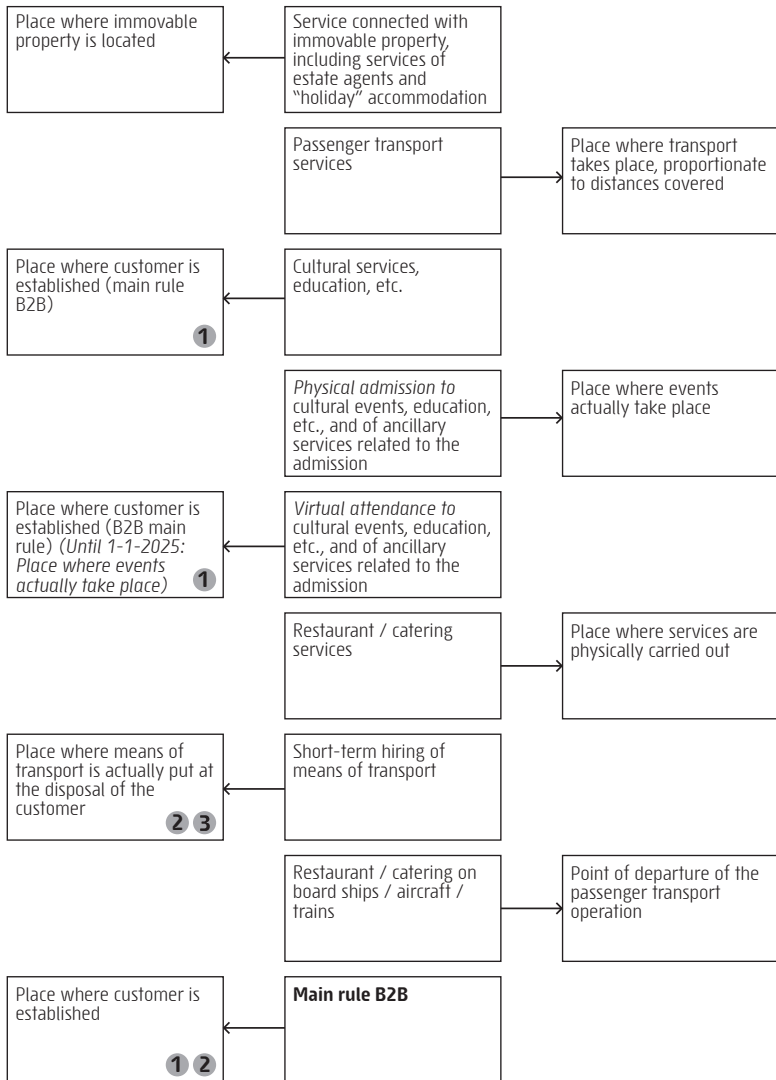 Place where immovable
property is located
Service connected with
immovable property,
including services of
estate agents and
“holiday” accommodation
Passenger transport
services
Place where transport
takes place, proportionate
to distances covered
Place where customer is
established (main rule
B2B)
1
Cultural services,
education, etc.
Physical admission to
cultural events, education,
etc., and of ancillary
services related to the
admission
Place where events
actually take place
Place where customer is
established (B2B main
rule) (Until 1-1-2025:
Place where events
actually take place) 1
Virtual attendance to
cultural events, education,
etc., and of ancillary
services related to the
admission
Restaurant / catering
services
Place where services are
physically carried out
Place where means of
transport is actually put at
the disposal of the
customer
2 3
Short-term hiring of
means of transport
Restaurant / catering on
board ships / aircraft /
trains
Point of departure of the
passenger transport
operation
Place where customer is
established
1 2
Main rule B2B